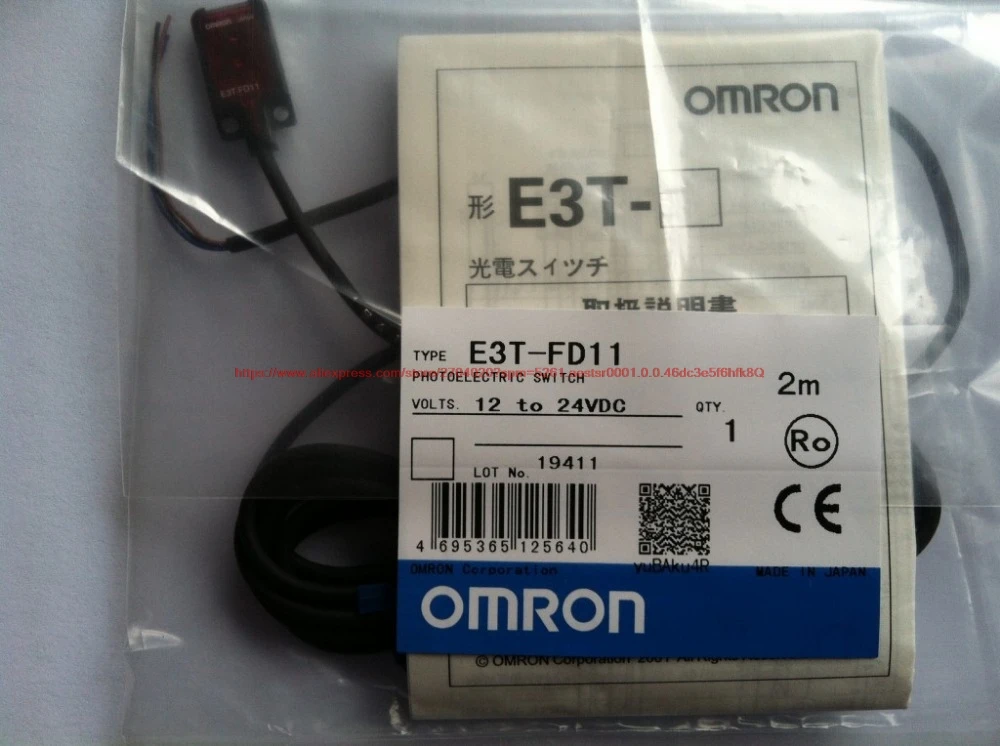 OMRON
E3T-FD11
OMRON
形 E3T-
光電スイッチ
取扱説明書
TYPE E3T-FD11
PHOTOELECTRIC SWITCH
2m
VOLTS. 12 to 24VDC
QTY. 1
Ro
LOT No. 19411
CE
4 695365 125640
yuBAku4R
OMRON Corporation
MADE IN JAPAN
OMRON
© OMRON Corporation 2001 All Rights